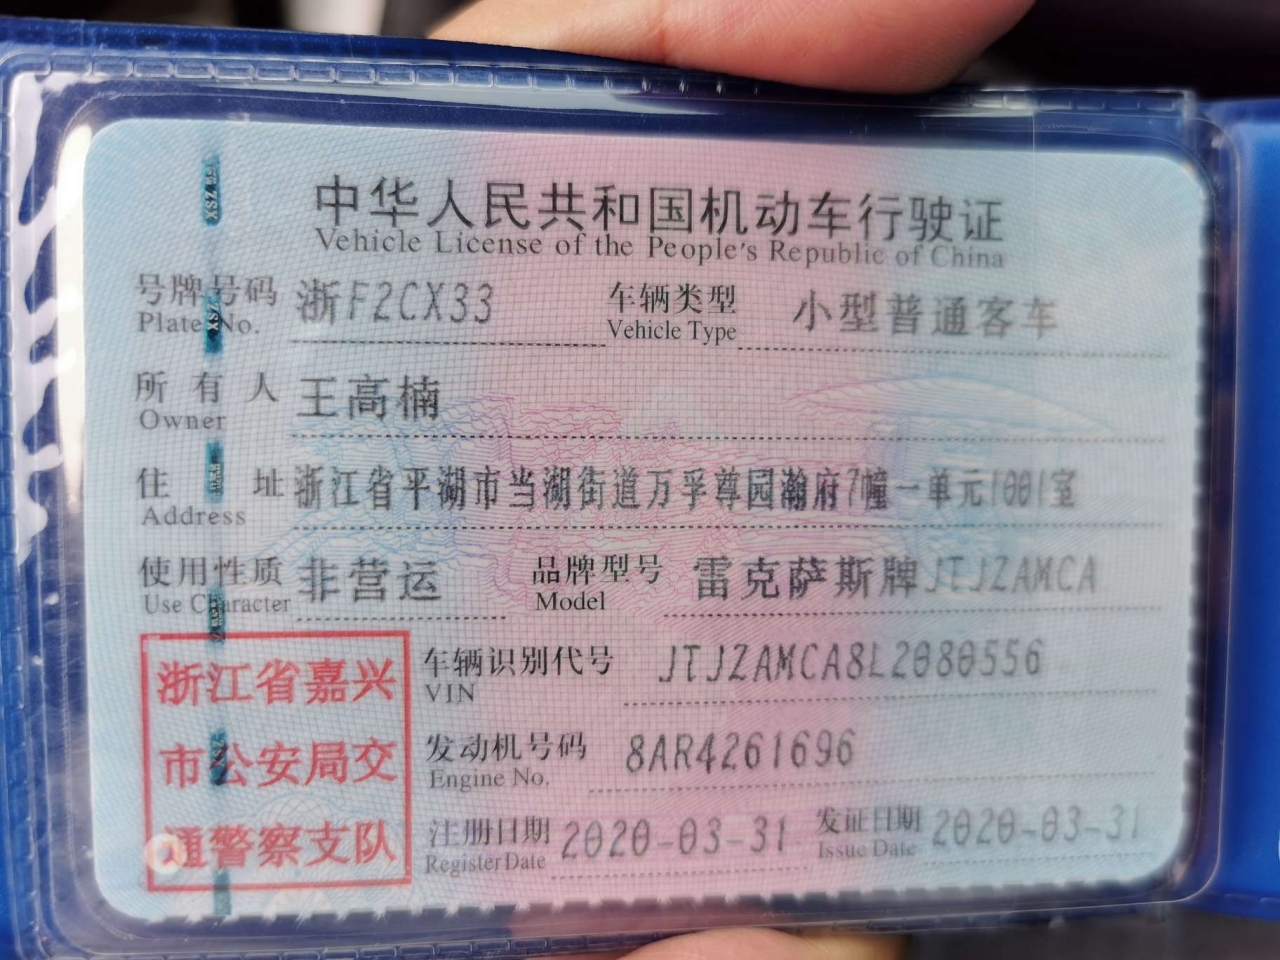 中华人民共和国机动车行驶证
Vehicle License of the People's Republic of China
号牌号码 浙F2CX33 车辆类型 小型普通客车
Plate No. Vehicle Type
所有人 王高楠
Owner
住址 浙江省平湖市当湖街道万孚尊园瀚府7幢一单元1001室
Address
使用性质 非营运 品牌型号 雷克萨斯牌JTJZAMCA
Use Character Model
车辆识别代号 JTJZAMCA8L2080556
VIN
发动机号码 8AR4261696
Engine No.
注册日期 2020-03-31 发证日期 2020-03-31
Register Date Issue Date
浙江省嘉兴
市公安局交
通警察支队